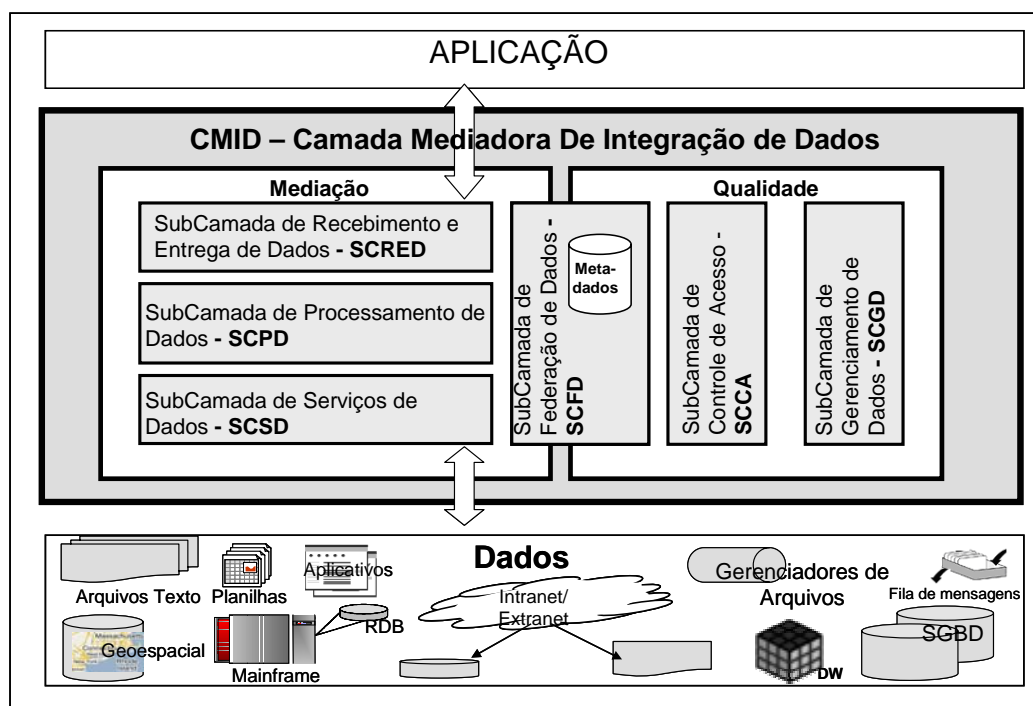 APLICAÇÃO
CMID – Camada Mediadora De Integração de Dados
Mediação
SubCamada de Recebimento e
Entrega de Dados - SCRED
SubCamada de Processamento de
Dados - SCPD
SubCamada de Serviços de
Dados - SCSD
SubCamada de
Federação de Dados -
SCFD
Meta-
dados
Qualidade
SubCamada de
Controle de Acesso -
SCCA
SubCamada de
Gerenciamento de
Dados - SCGD
Dados
Arquivos Texto
Planilhas
Aplicativos
Intranet/
Extranet
Gerenciadores de
Arquivos
Fila de mensagens
Geoespacial
Mainframe
RDB
DW
SGBD